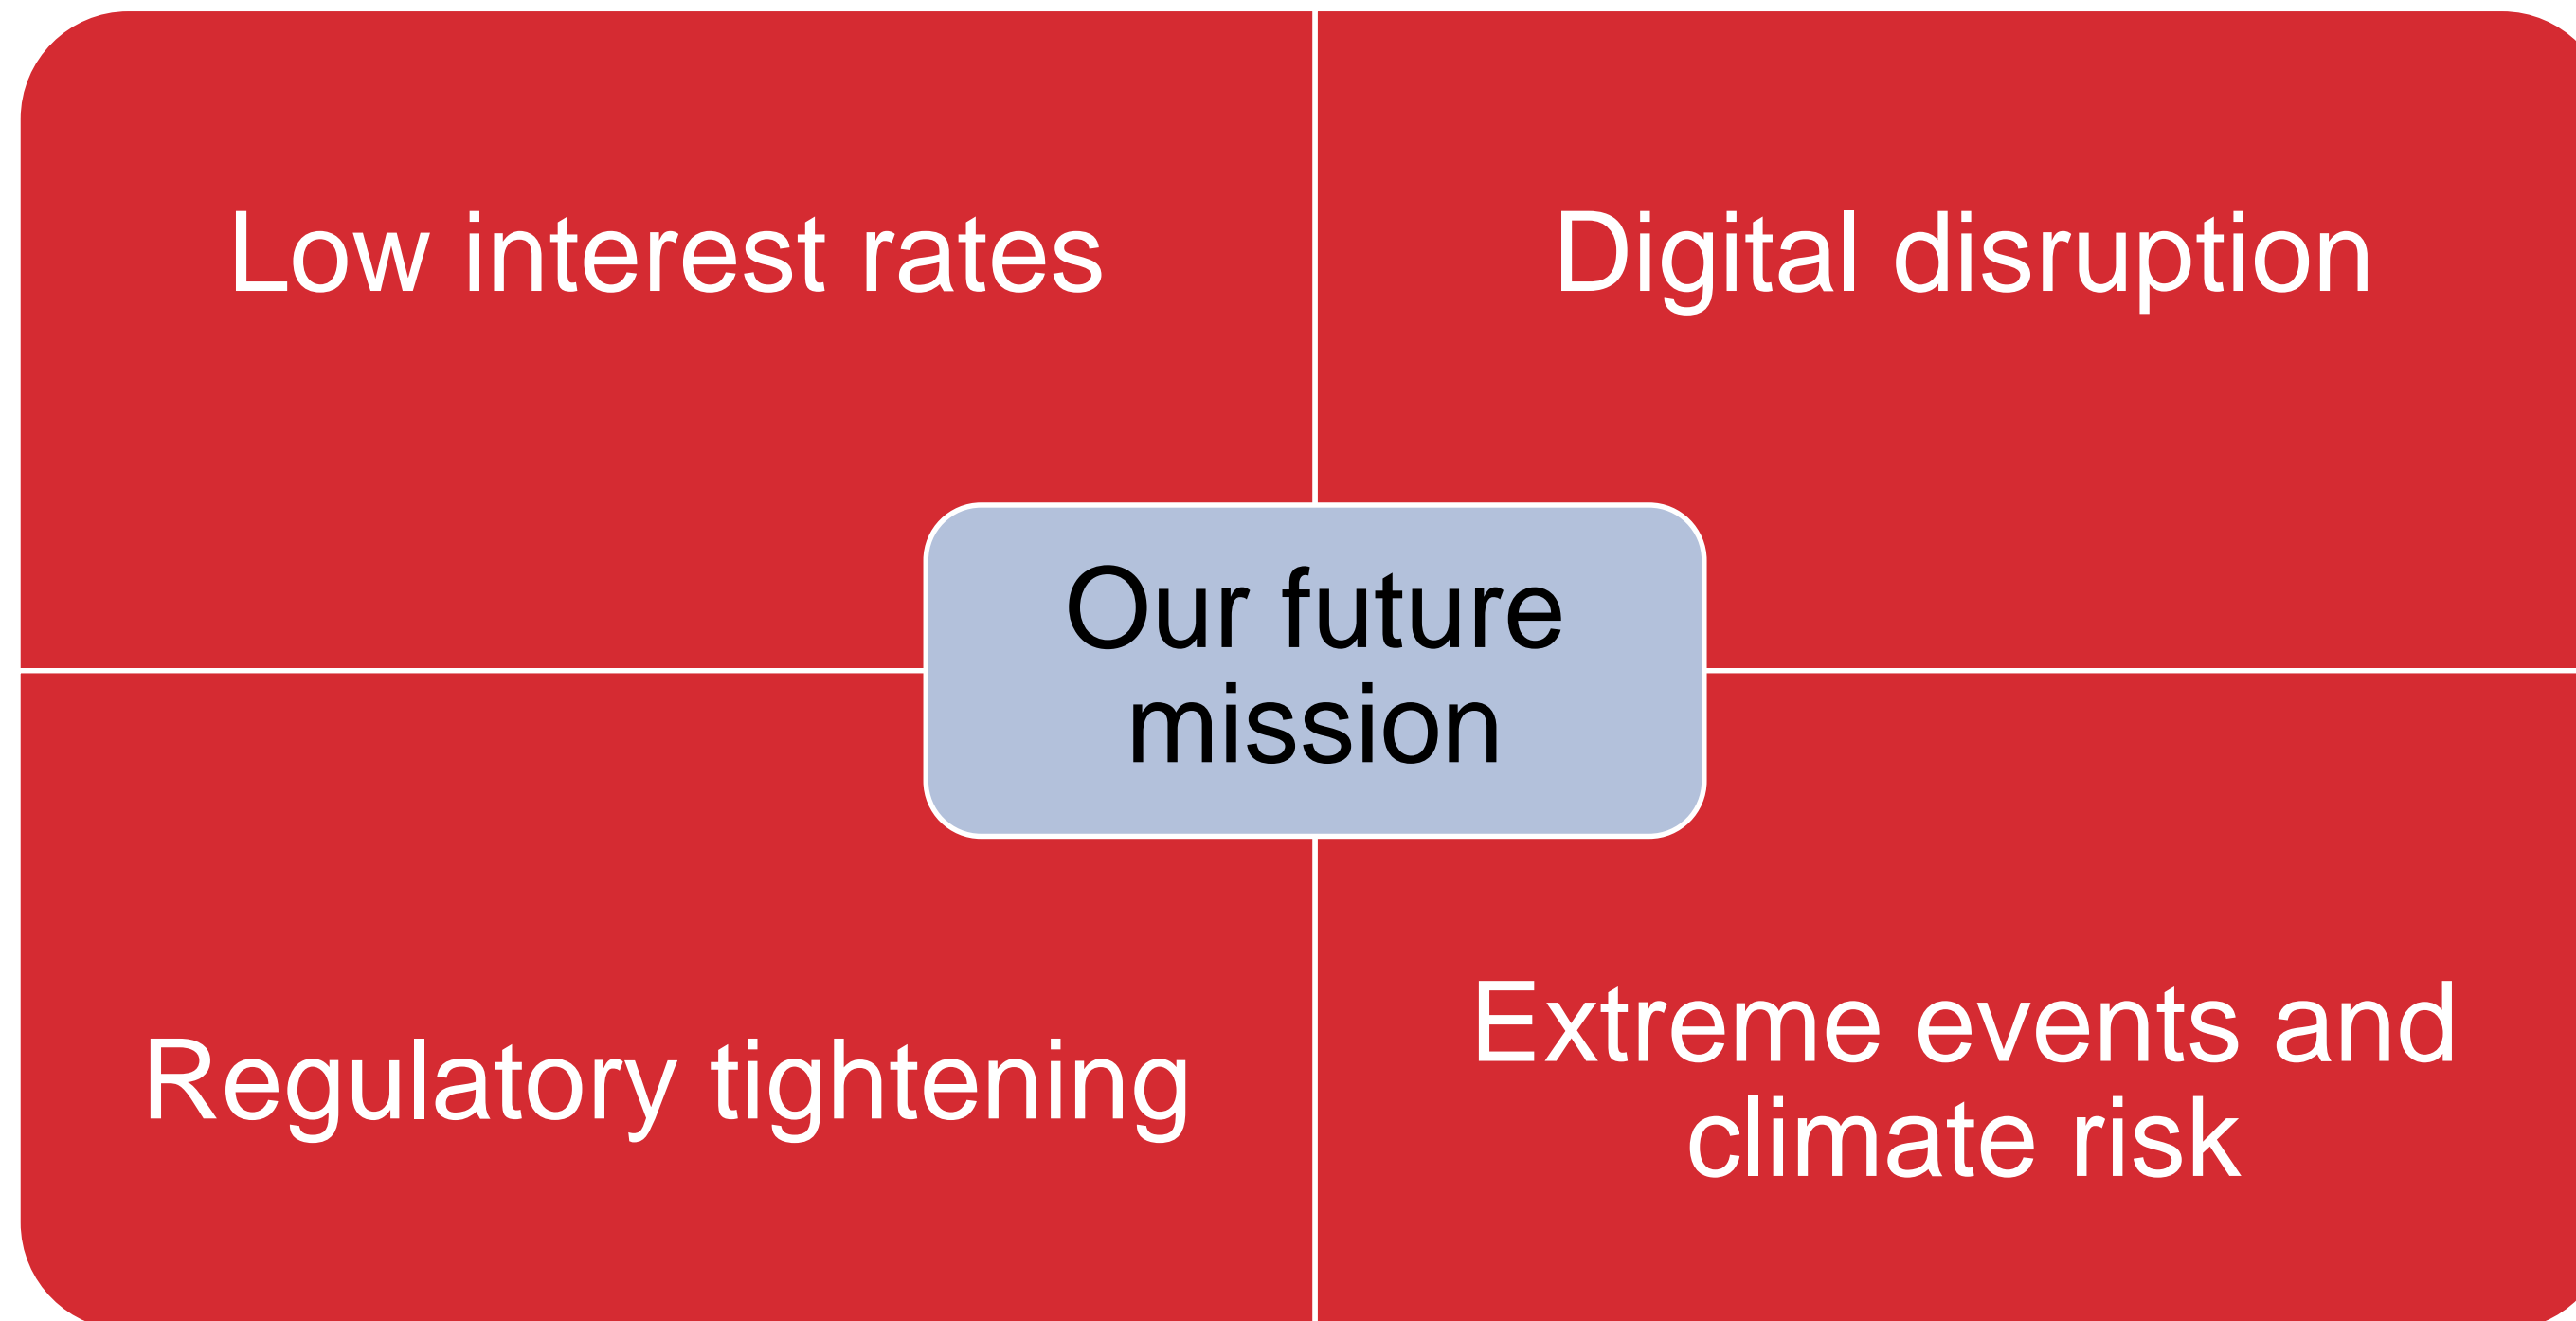 Low interest rates
Digital disruption
Our future
mission
Regulatory tightening
Extreme events and
climate risk